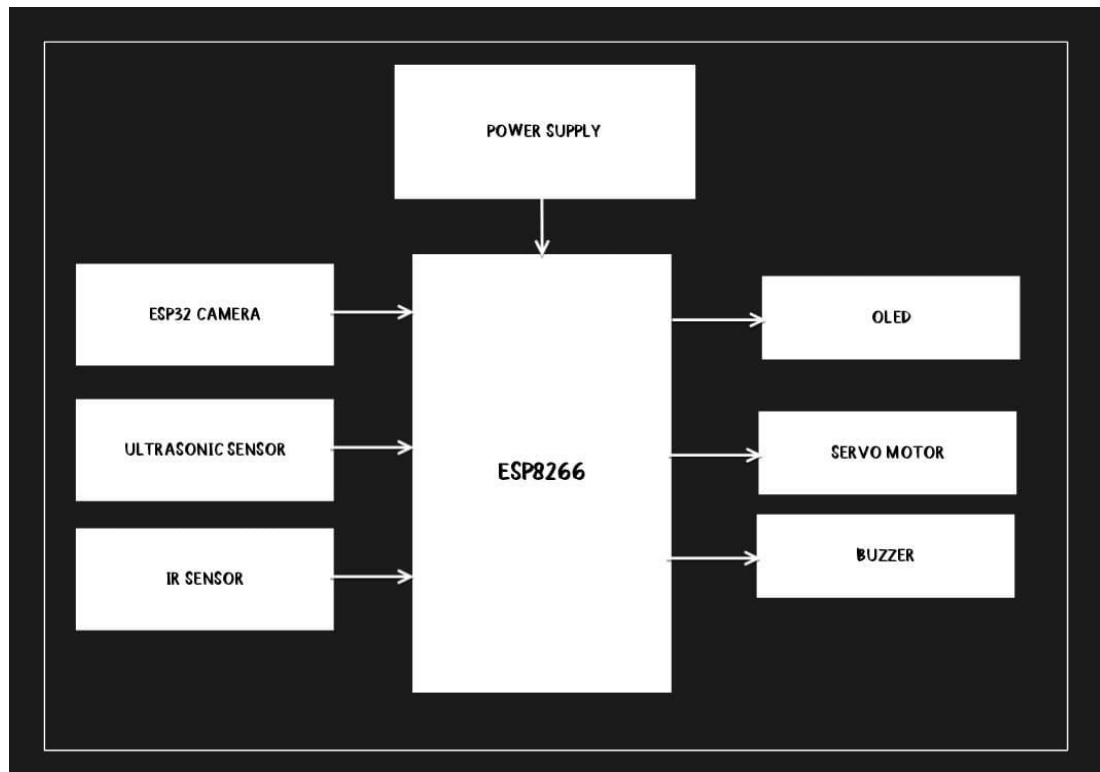 POWER SUPPLY
ESP32 CAMERA
OLED
ULTRASONIC SENSOR
ESP8266
SERVO MOTOR
IR SENSOR
BUZZER